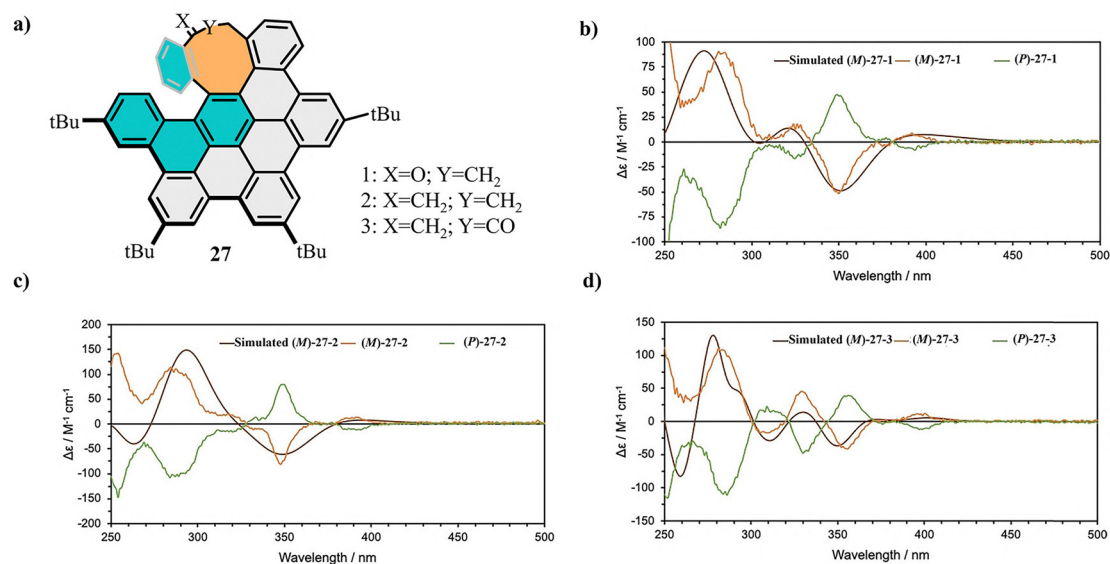 a)
X
Y
tBu
tBu
tBu
tBu
27
1: X=O; Y=CH₂
2: X=CH₂; Y=CH₂
3: X=CH₂; Y=CO
b)
Simulated (M)-27-1 (M)-27-1 (P)-27-1
100
75
50
25
0
-25
-50
-75
-100
Δε / M⁻¹ cm⁻¹
250 300 350 400 450 500
Wavelength / nm
c)
Simulated (M)-27-2 (M)-27-2 (P)-27-2
200
150
100
50
0
-50
-100
-150
-200
Δε / M⁻¹ cm⁻¹
250 300 350 400 450 500
Wavelength / nm
d)
Simulated (M)-27-3 (M)-27-3 (P)-27-3
150
100
50
0
-50
-100
-150
Δε / M⁻¹ cm⁻¹
250 300 350 400 450 500
Wavelength / nm